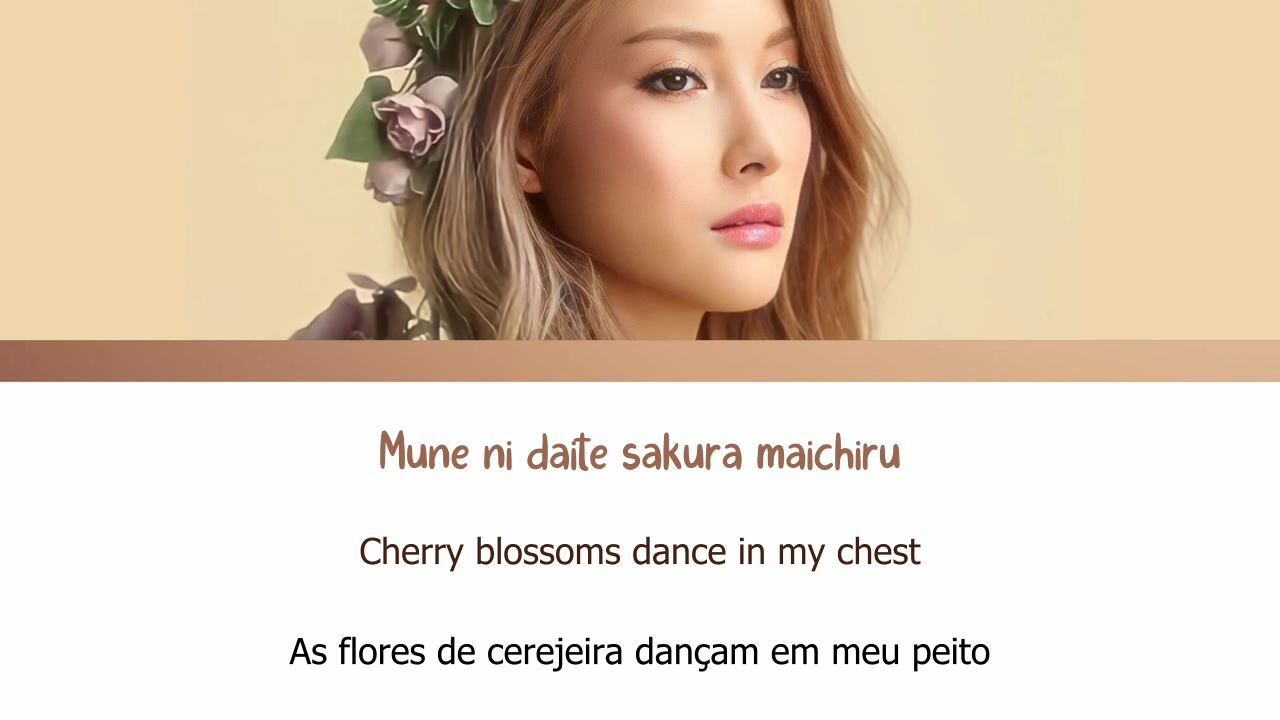 Mune ni daite sakura maichiru
Cherry blossoms dance in my chest
As flores de cerejeira dançam em meu peito